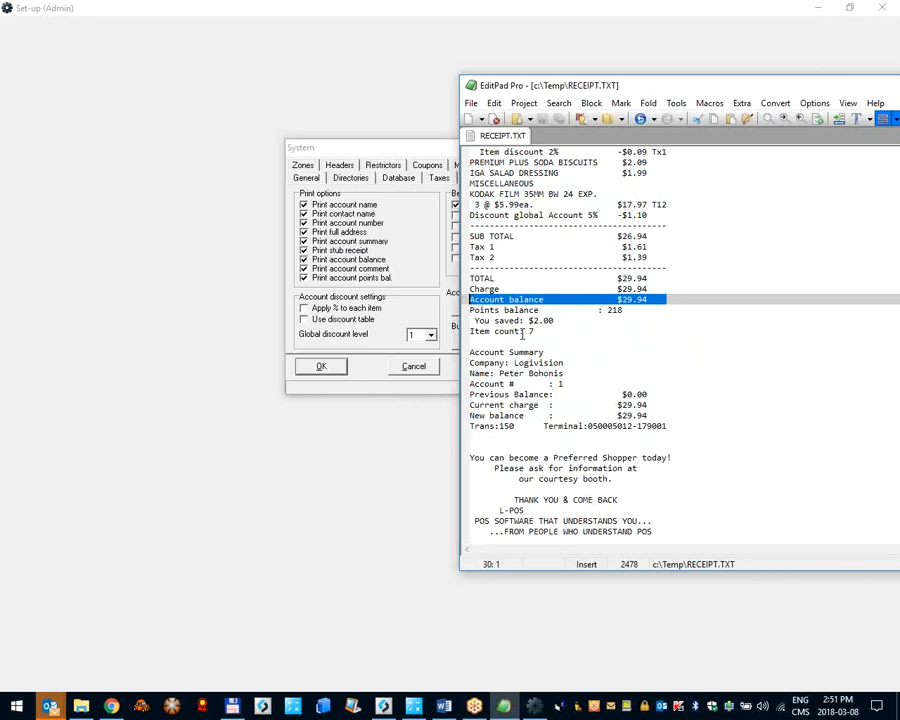 Set-up (Admin)
EditPad Pro - [c:\Temp\RECEIPT.TXT]
File Edit Project Search Block Mark Fold Tools Macros Extra Convert Options View Help
RECEIPT.TXT
System
Zones Headers Restrictors Coupons
General Directories Database Taxes
Print options
Print account name
Print contact name
Print account number
Print full address
Print account summary
Print stub receipt
Print account balance
Print account comment
Print account points bal.
Account discount settings
Apply % to each item
Use discount table
Global discount level 1
OK Cancel
Item discount 2% -$0.09 Tx1
PREMIUM PLUS SODA BISCUITS $2.09
IGA SALAD DRESSING $1.99
MISCELLANEOUS
KODAK FILM 35MM BW 24 EXP.
3 @ $5.99ea. $17.97 T12
Discount global Account 5% -$1.10
----------------------------------------
SUB TOTAL $26.94
Tax 1 $1.61
Tax 2 $1.39
----------------------------------------
TOTAL $29.94
Charge $29.94
Account balance $29.94
Points balance : 218
You saved: $2.00
Item count: 7
Account Summary
Company: Logivision
Name: Peter Bohonis
Account # : 1
Previous Balance: $0.00
Current charge : $29.94
New balance : $29.94
Trans:150 Terminal:050005012-179001
You can become a Preferred Shopper today!
Please ask for information at
our courtesy booth.
THANK YOU & COME BACK
L-POS
POS SOFTWARE THAT UNDERSTANDS YOU...
...FROM PEOPLE WHO UNDERSTAND POS
30: 1 Insert 2478 c:\Temp\RECEIPT.TXT
ENG 2:51 PM
CMS 2018-03-08